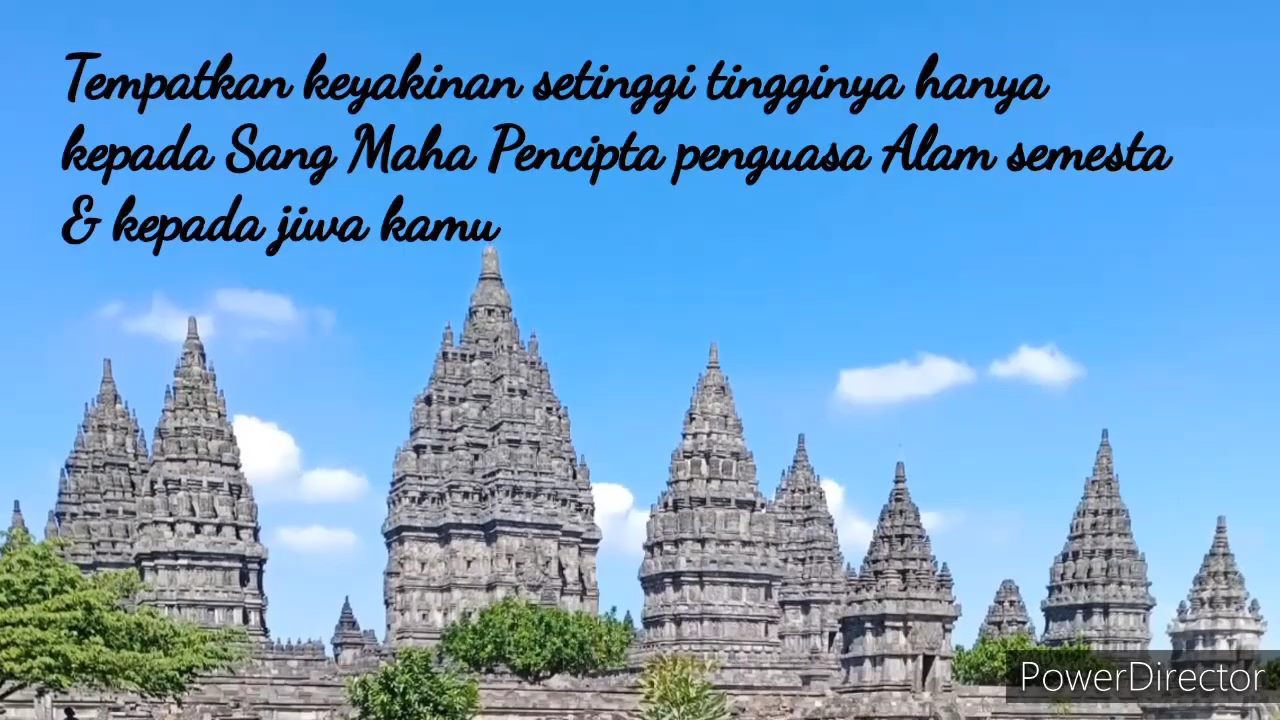 Tempatkan keyakinan setinggi tingginya hanya
kepada Sang Maha Pencipta penguasa Alam semesta
& kepada jiwa kamu
PowerDirector